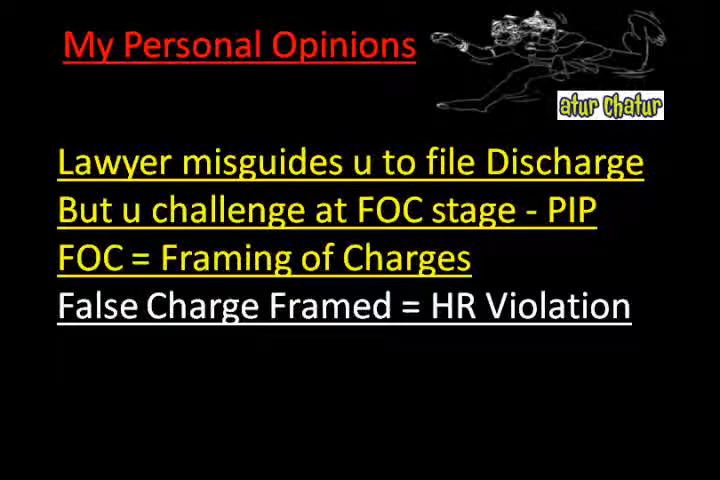 My Personal Opinions
atur chatur
Lawyer misguides u to file Discharge
But u challenge at FOC stage - PIP
FOC = Framing of Charges
False Charge Framed = HR Violation